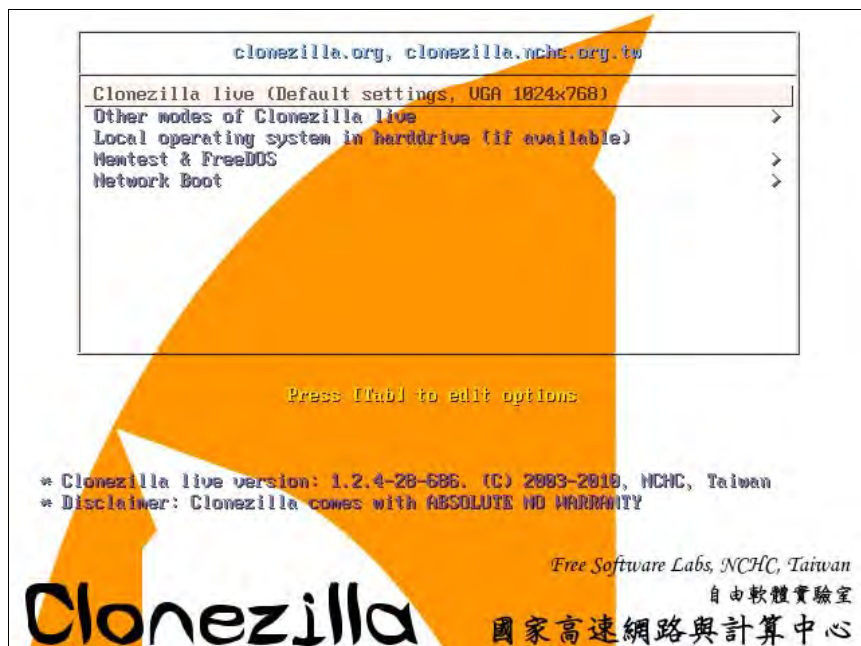 clonezilla.org, clonezilla.nchc.org.tw
Clonezilla live (Default settings, VGA 1024x768)
Other modes of Clonezilla live >
Local operating system in harddrive (if available)
Memtest & FreeDOS >
Network Boot >
Press [Tab] to edit options
* Clonezilla live version: 1.2.4-28-686. (C) 2003-2010, NCHC, Taiwan
* Disclaimer: Clonezilla comes with ABSOLUTE NO WARRANTY
Free Software Labs, NCHC, Taiwan
自由軟體實驗室
Clonezilla
國家高速網路與計算中心